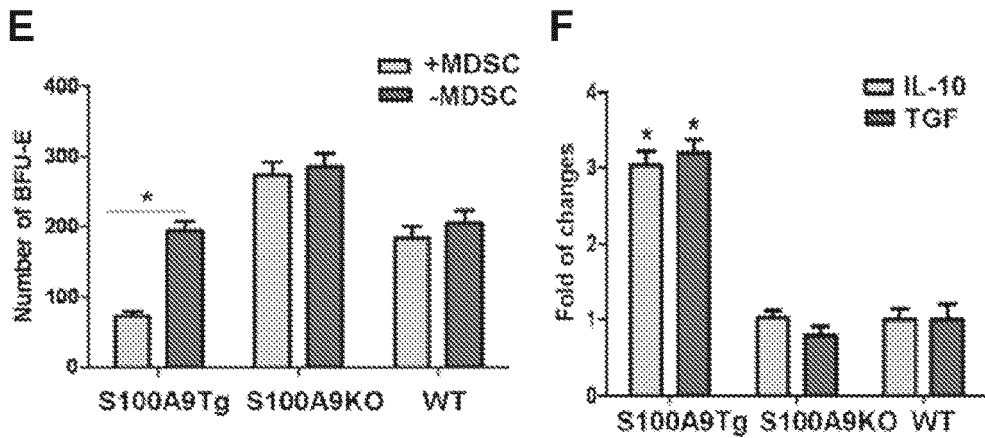 E
+MDSC
-MDSC
Number of BFU-E
400
300
200
100
0
*
S100A9Tg S100A9KO WT
F
IL-10
TGF
Fold of changes
4
3
2
1
0
* *
S100A9Tg S100A9KO WT